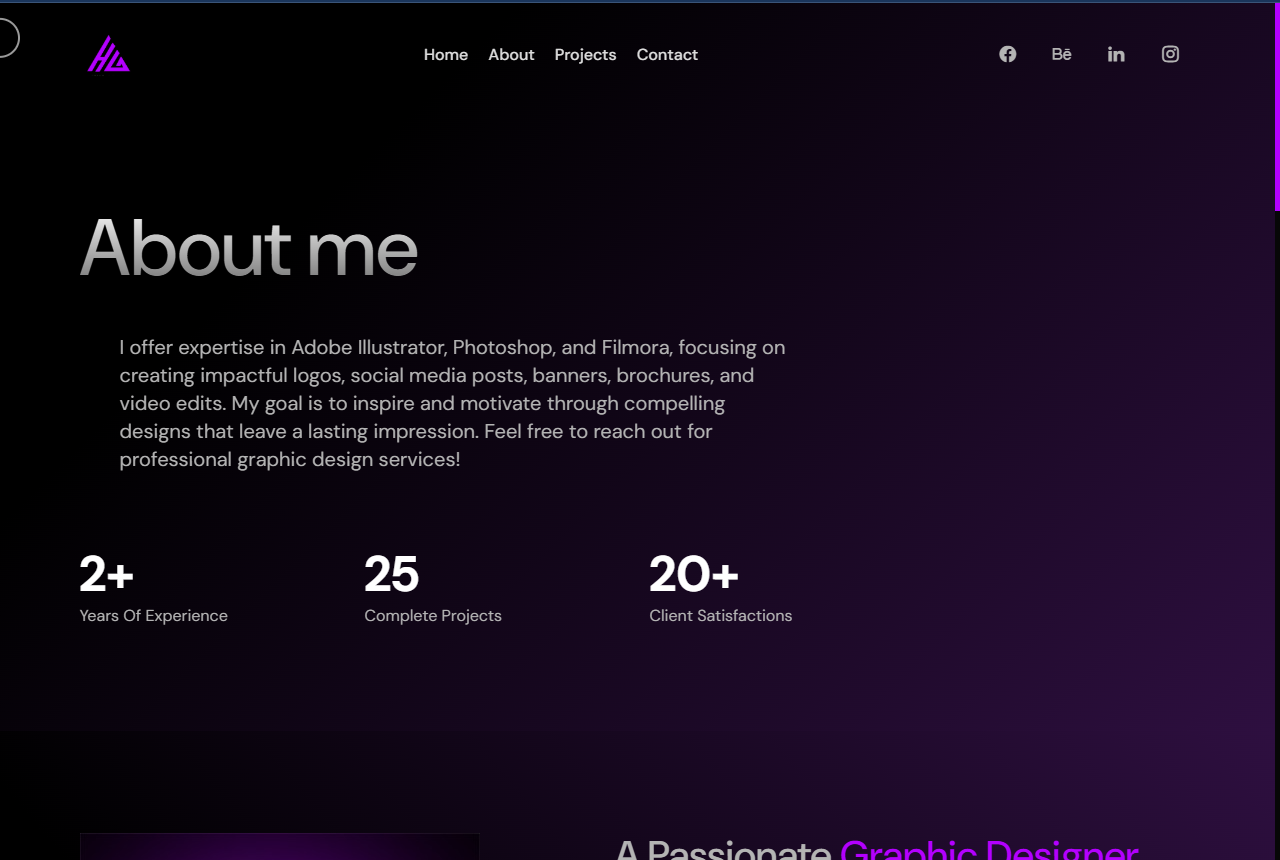 Home About Projects Contact Bē in
About me
I offer expertise in Adobe Illustrator, Photoshop, and Filmora, focusing on
creating impactful logos, social media posts, banners, brochures, and
video edits. My goal is to inspire and motivate through compelling
designs that leave a lasting impression. Feel free to reach out for
professional graphic design services!
2+ 25 20+
Years Of Experience Complete Projects Client Satisfactions
A Passionate Graphic Designer